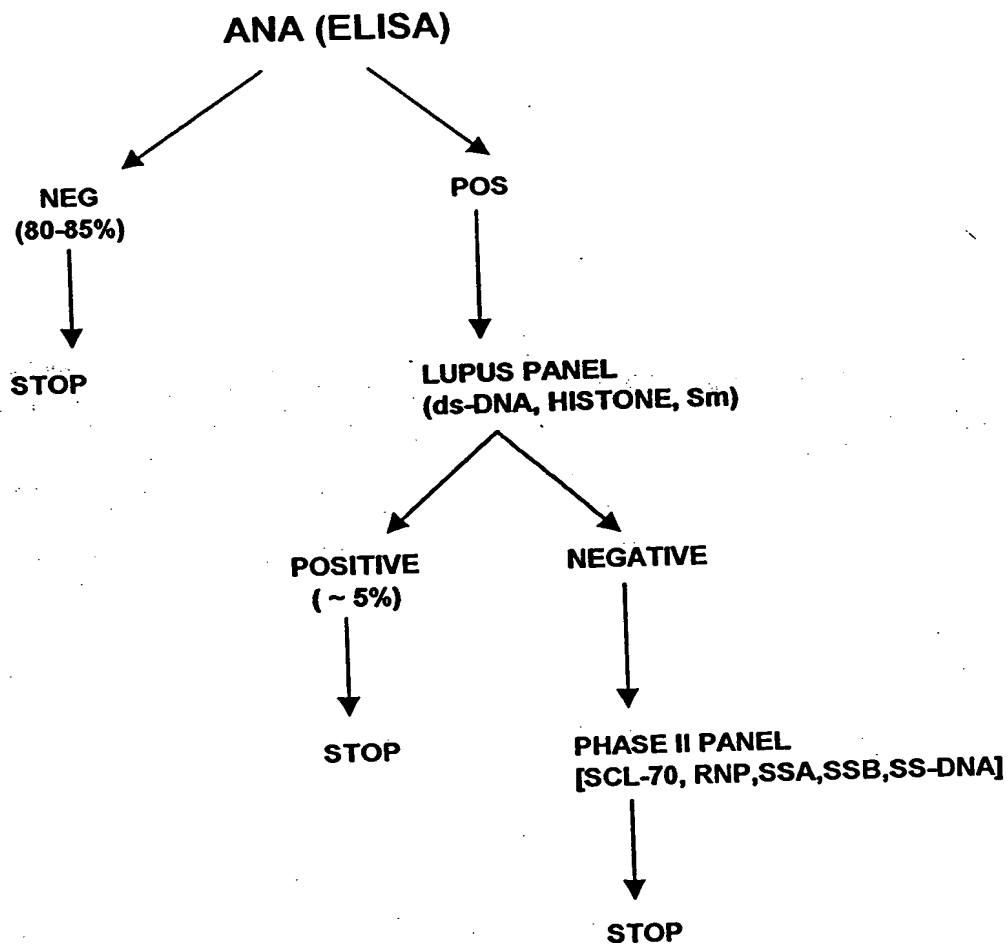 ANA (ELISA)
NEG
(80-85%)
POS
STOP
LUPUS PANEL
(ds-DNA, HISTONE, Sm)
POSITIVE
( ~ 5%)
NEGATIVE
STOP
PHASE II PANEL
[SCL-70, RNP,SSA,SSB,SS-DNA]
STOP